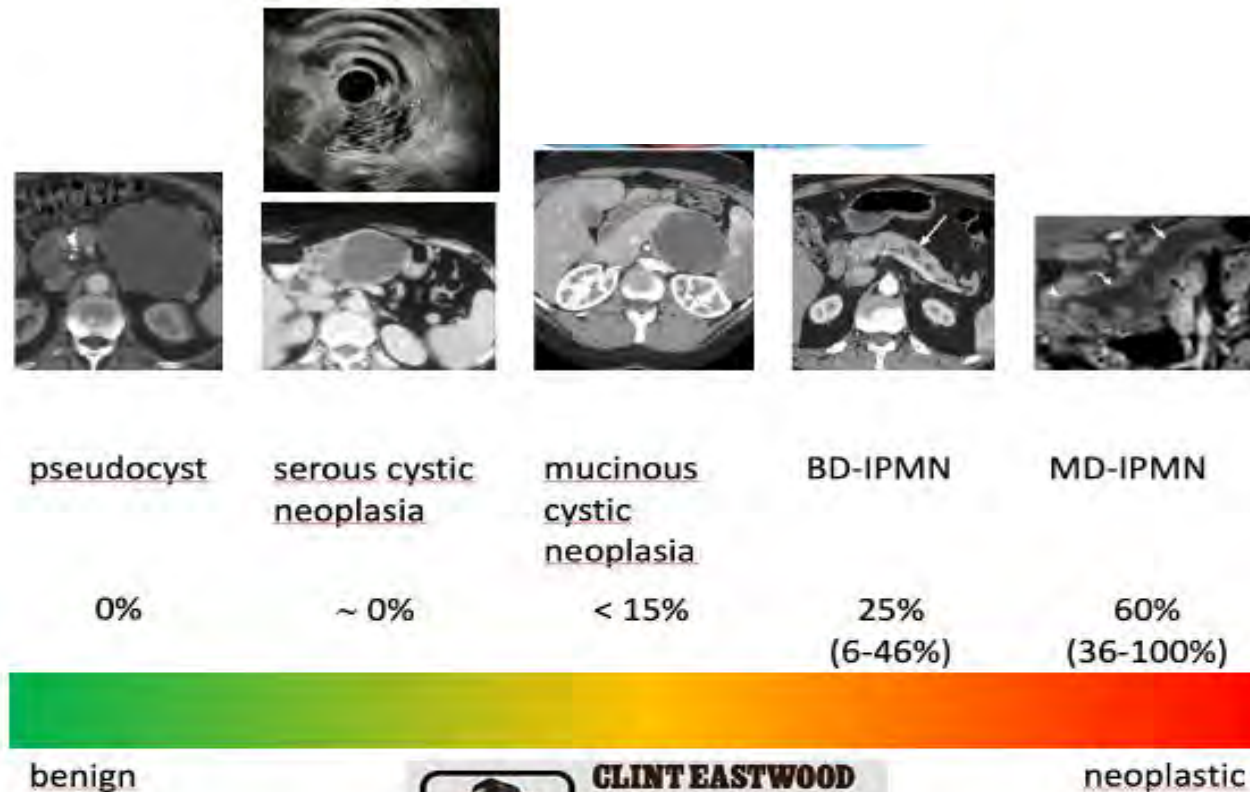 pseudocyst
serous cystic
neoplasia
mucinous
cystic
neoplasia
BD-IPMN
MD-IPMN
0%
~ 0%
< 15%
25%
(6-46%)
60%
(36-100%)
benign
CLINT EASTWOOD
neoplastic